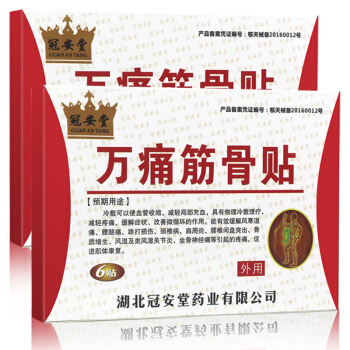 冠安堂
GUAN AN TANG
产品备案凭证编号：鄂天械备20160012号
万痛筋骨贴
冠安堂
GUAN AN TANG
产品备案凭证编号：鄂天械备20160012号
万痛筋骨贴
【预期用途】
冷敷可以使血管收缩，减轻局部充血，具有物理冷敷理疗、
减轻疼痛、缓解症状、改善微循环的作用。能有效缓解风寒湿
痛、腰腿痛、跌打损伤、颈椎病、肩周炎、腰椎间盘突出、骨
质增生、风湿及类风湿关节炎、坐骨神经痛等引起的疼痛，促
进肌体康复。
6贴
外用
湖北冠安堂药业有限公司